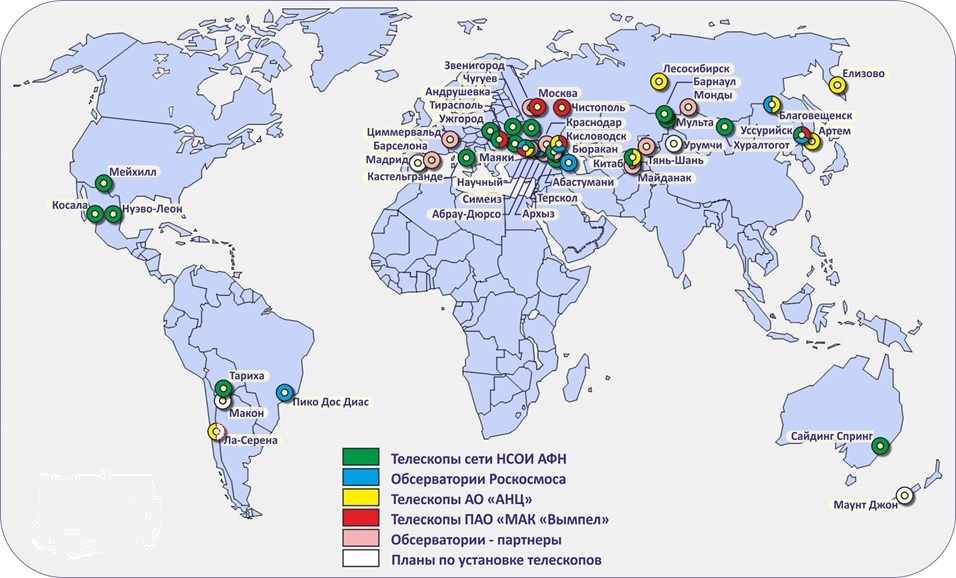 Звенигород
Чугуев
Андрушевка
Тирасполь
Ужгород
Циммервальд
Барселона
Мадрид
Кастельгранде
Маяки
Научный
Симеиз
Абрау-Дюрсо
Москва
Чистополь
Краснодар
Кисловодск
Бюракан
Абастумани
Терскол
Архыз
Лесосибирск
Барнаул
Монды
Мульта
Урумчи
Китаб
Тянь-Шань
Майданак
Елизово
Благовещенск
Уссурийск
Артем
Хуралтогот
Мейхилл
Косала
Нуэво-Леон
Тариха
Макон
Ла-Серена
Пико Дос Диас
Сайдинг Спринг
Маунт Джон
Телескопы сети НСОИ АФН
Обсерватории Роскосмоса
Телескопы АО «АНЦ»
Телескопы ПАО «МАК «Вымпел»
Обсерватории - партнеры
Планы по установке телескопов